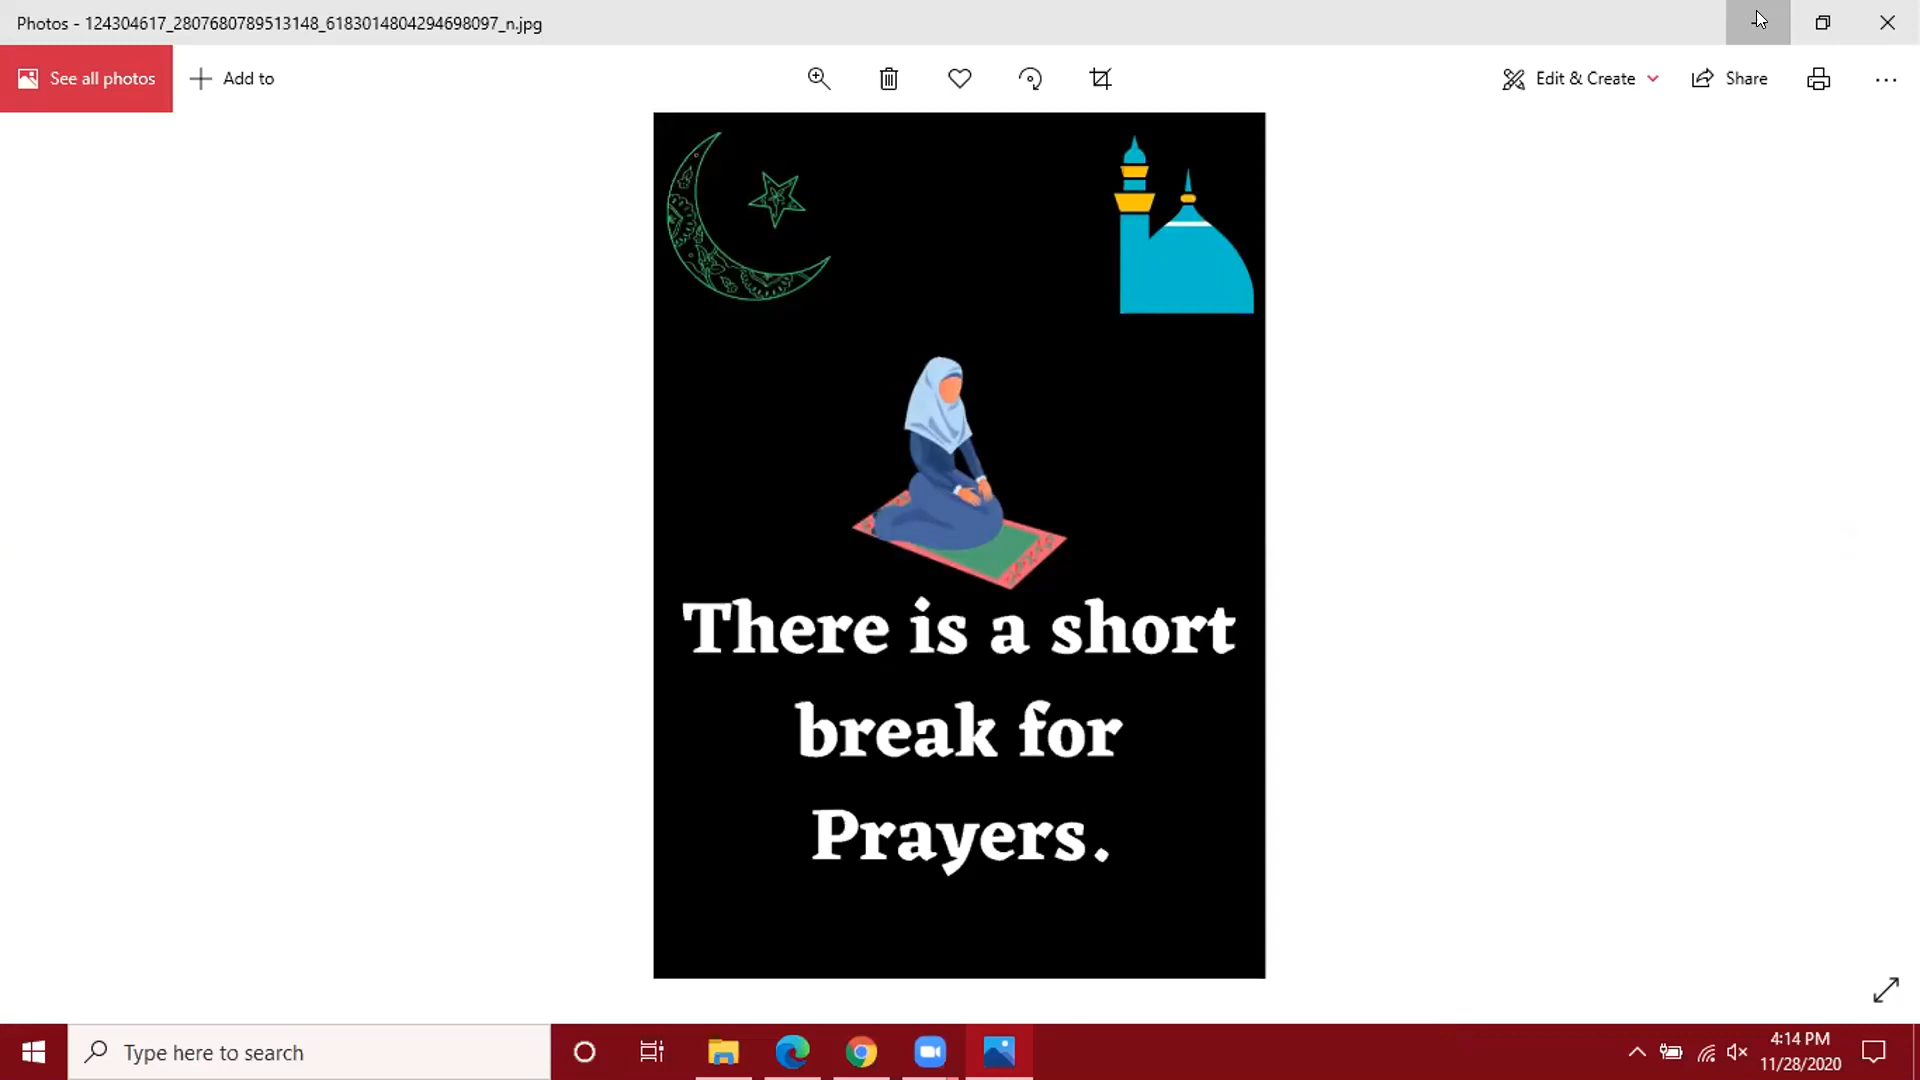 Photos - 124304617_2807680789513148_6183014804294698097_n.jpg
See all photos
Add to
Edit & Create
Share
There is a short
break for
Prayers.
Type here to search
4:14 PM
11/28/2020